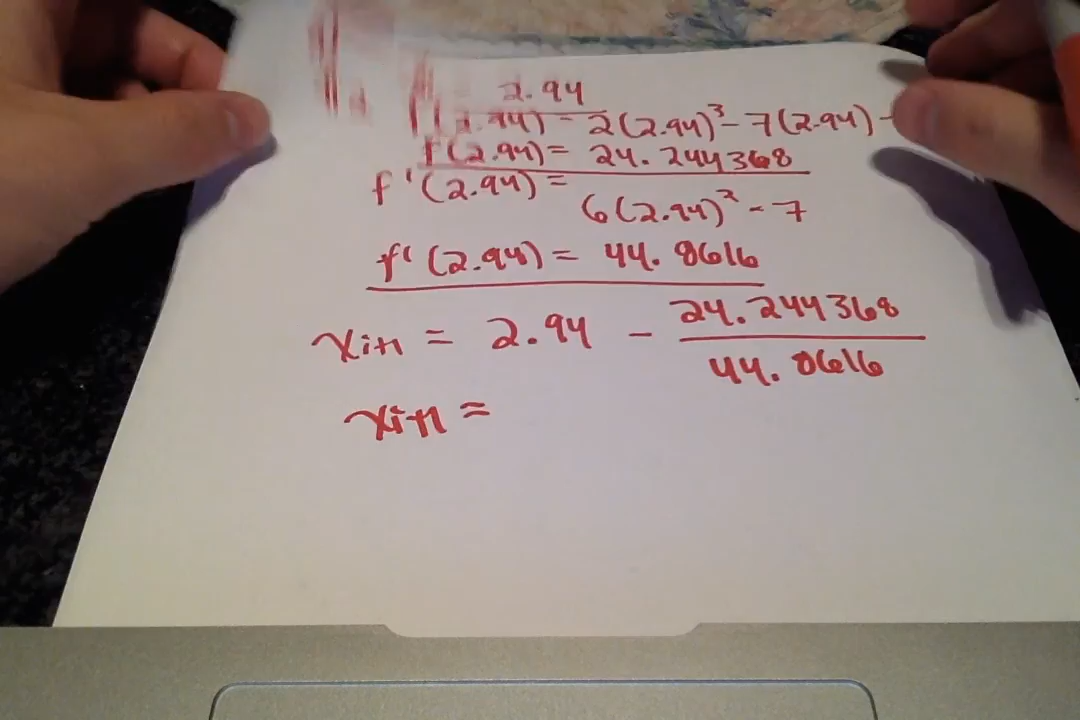 2.94
(2.94) = 2(2.94)³ - 7(2.94) -
f(2.94) = 24.244368
f'(2.94) =
6(2.94)² - 7
f'(2.94) = 44.8616
xi+1 = 2.94 - 24.244368
44.8616
xi+1 =